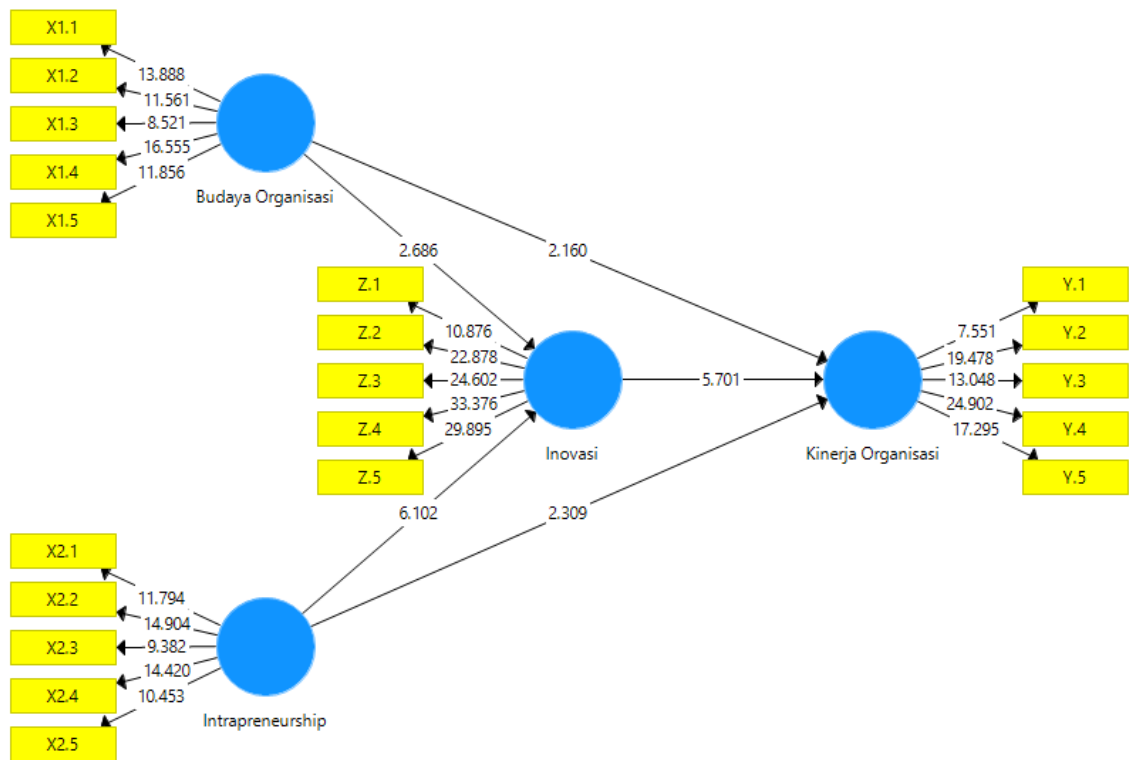 X1.1
X1.2
X1.3
X1.4
X1.5
13.888
11.561
8.521
16.555
11.856
Budaya Organisasi
2.686
2.160
Z.1
Z.2
Z.3
Z.4
Z.5
10.876
22.878
24.602
33.376
29.895
Inovasi
5.701
Y.1
Y.2
Y.3
Y.4
Y.5
7.551
19.478
13.048
24.902
17.295
Kinerja Organisasi
6.102
2.309
X2.1
X2.2
X2.3
X2.4
X2.5
11.794
14.904
9.382
14.420
10.453
Intrapreneurship